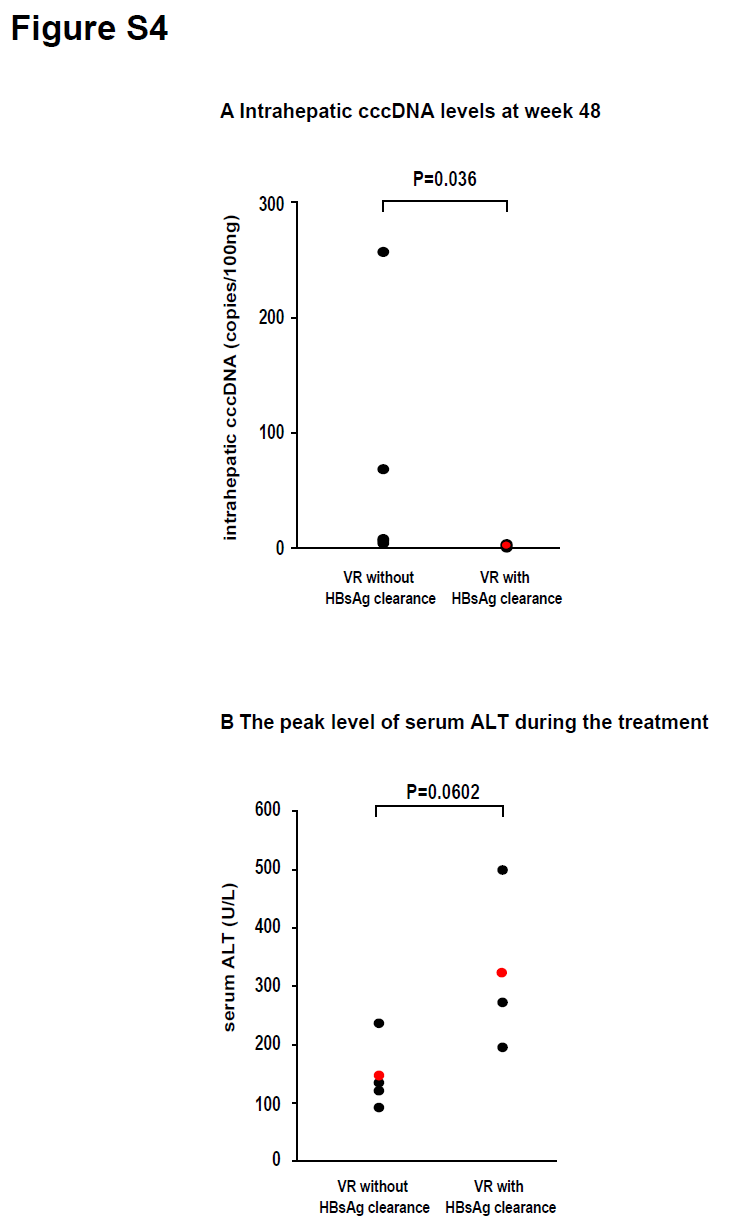 Figure S4
A Intrahepatic cccDNA levels at week 48
P=0.036
300
200
100
0
intrahepatic cccDNA (copies/100ng)
VR without
HBsAg clearance
VR with
HBsAg clearance
B The peak level of serum ALT during the treatment
P=0.0602
600
500
400
300
200
100
0
serum ALT (U/L)
VR without
HBsAg clearance
VR with
HBsAg clearance